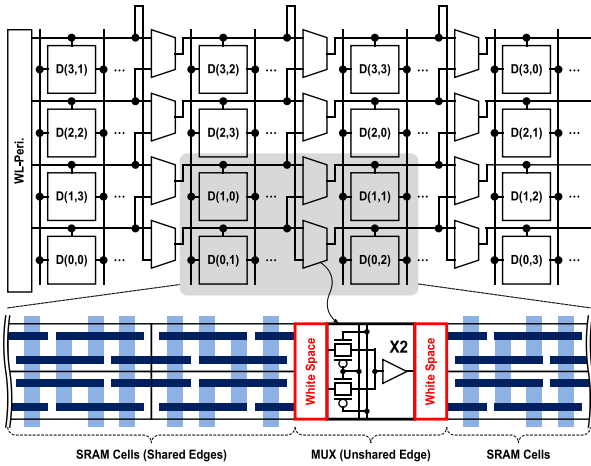 WL-Peri.
D(3,1) ... D(3,2) ... D(3,3) ... D(3,0) ...
D(2,2) ... D(2,3) ... D(2,0) ... D(2,1) ...
D(1,3) ... D(1,0) ... D(1,1) ... D(1,2) ...
D(0,0) ... D(0,1) ... D(0,2) ... D(0,3) ...
White Space
X2
White Space
SRAM Cells (Shared Edges) MUX (Unshared Edge) SRAM Cells